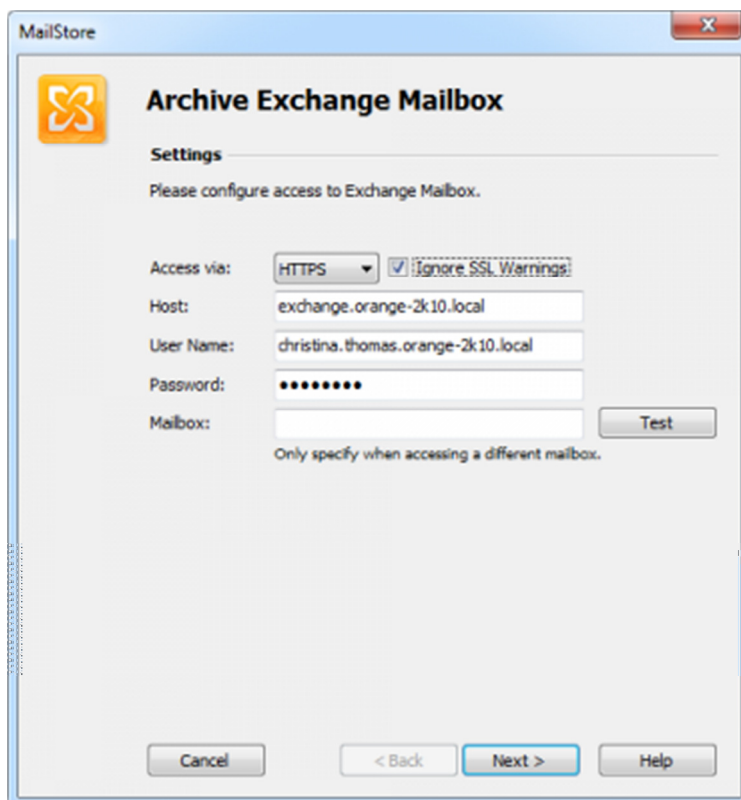 MailStore
Archive Exchange Mailbox
Settings
Please configure access to Exchange Mailbox.
Access via: HTTPS Ignore SSL Warnings
Host: exchange.orange-2k10.local
User Name: christina.thomas.orange-2k10.local
Password: ••••••••
Mailbox: Test
Only specify when accessing a different mailbox.
Cancel < Back Next > Help